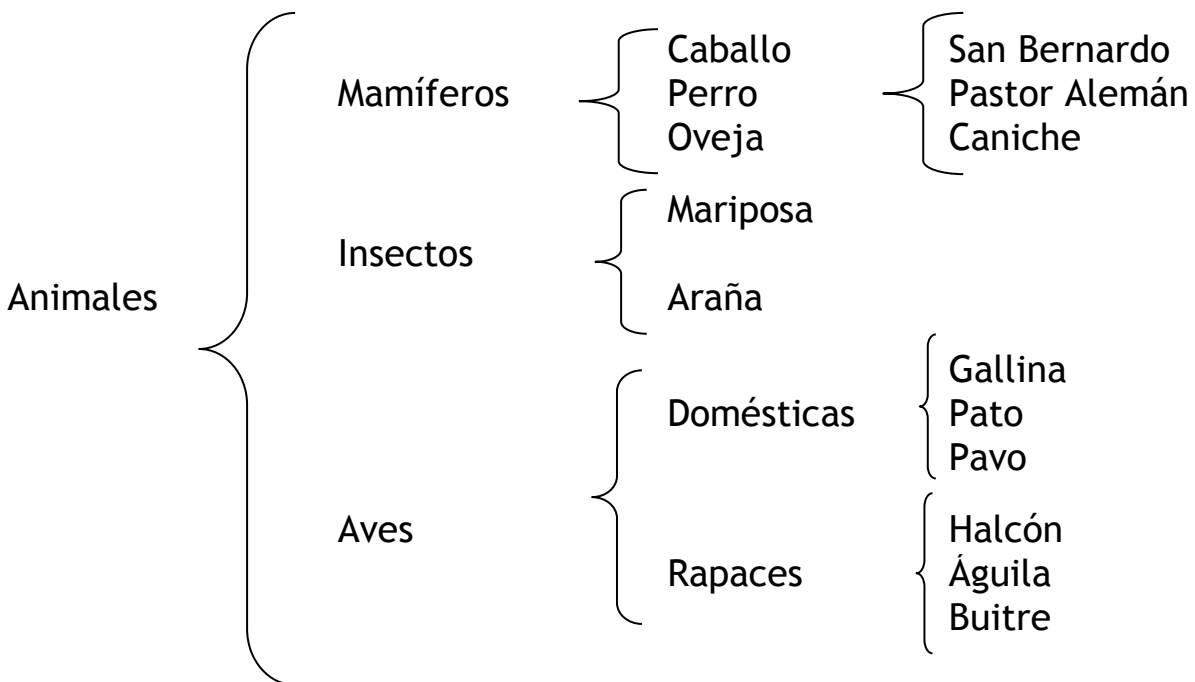 Animales
Mamíferos
Caballo
Perro
Oveja
San Bernardo
Pastor Alemán
Caniche
Insectos
Mariposa
Araña
Aves
Domésticas
Gallina
Pato
Pavo
Rapaces
Halcón
Águila
Buitre